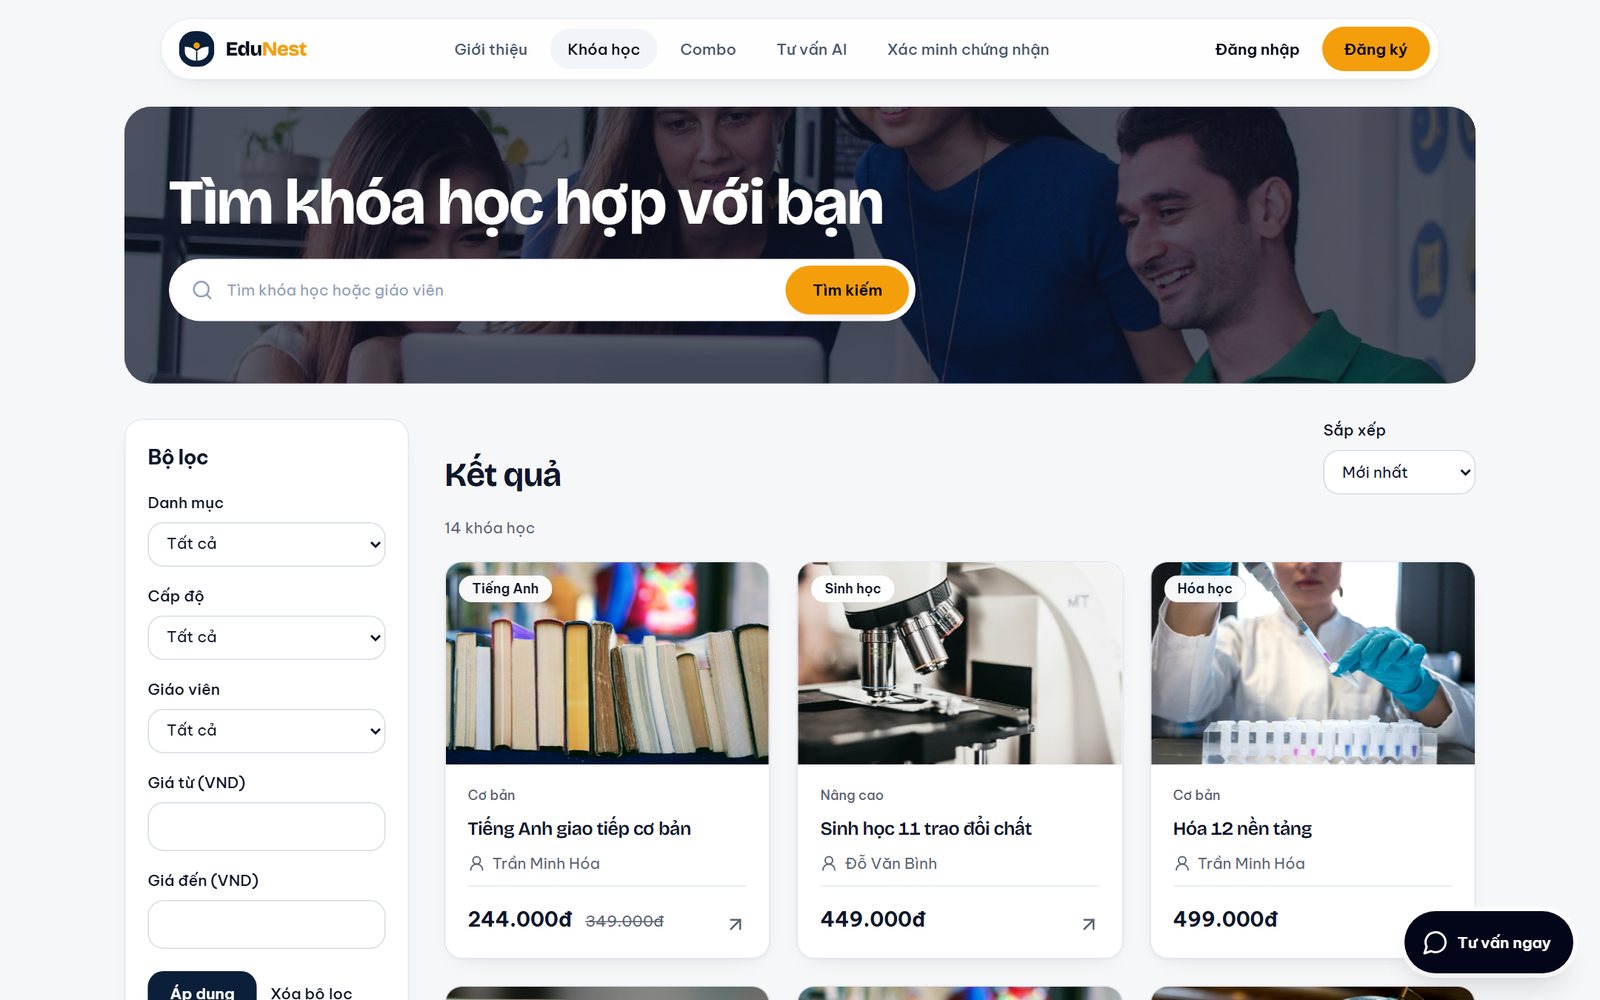 EduNest
Giới thiệu
Khóa học
Combo
Tư vấn AI
Xác minh chứng nhận
Đăng nhập
Đăng ký
Tìm khóa học hợp với bạn
Tìm khóa học hoặc giáo viên
Tìm kiếm
Bộ lọc
Danh mục
Tất cả
Cấp độ
Tất cả
Giáo viên
Tất cả
Giá từ (VND)
Giá đến (VND)
Áp dụng
Xóa bộ lọc
Kết quả
14 khóa học
Sắp xếp
Mới nhất
Tiếng Anh
Cơ bản
Tiếng Anh giao tiếp cơ bản
Trần Minh Hóa
244.000đ 349.000đ
Sinh học
Nâng cao
Sinh học 11 trao đổi chất
Đỗ Văn Bình
449.000đ
Hóa học
Cơ bản
Hóa 12 nền tảng
Trần Minh Hóa
499.000đ
Tư vấn ngay